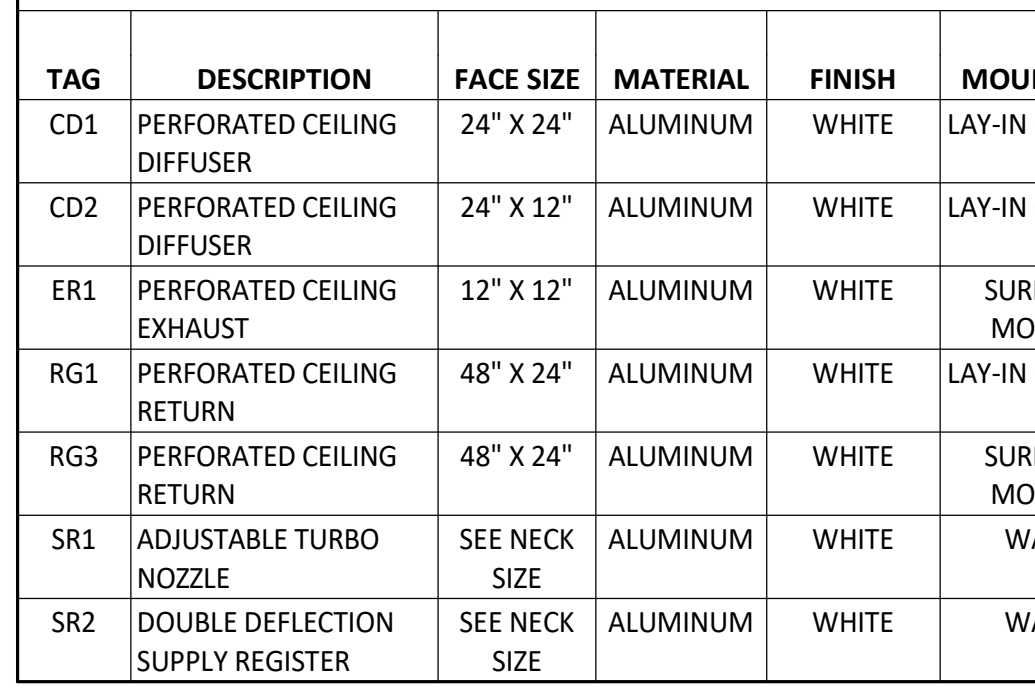 TAG DESCRIPTION FACE SIZE MATERIAL FINISH
CD1 PERFORATED CEILING 24" X 24" ALUMINUM WHITE LAY-IN
DIFFUSER
CD2 PERFORATED CEILING 24" X 12" ALUMINUM WHITE LAY-IN
DIFFUSER
ER1 PERFORATED CEILING 12" X 12" ALUMINUM WHITE
EXHAUST
RG1 PERFORATED CEILING 48" X 24" ALUMINUM WHITE LAY-IN
RETURN
RG3 PERFORATED CEILING 48" X 24" ALUMINUM WHITE
RETURN
SR1 ADJUSTABLE TURBO SEE NECK ALUMINUM WHITE
NOZZLE SIZE
SR2 DOUBLE DEFLECTION SEE NECK ALUMINUM WHITE
SUPPLY REGISTER SIZE